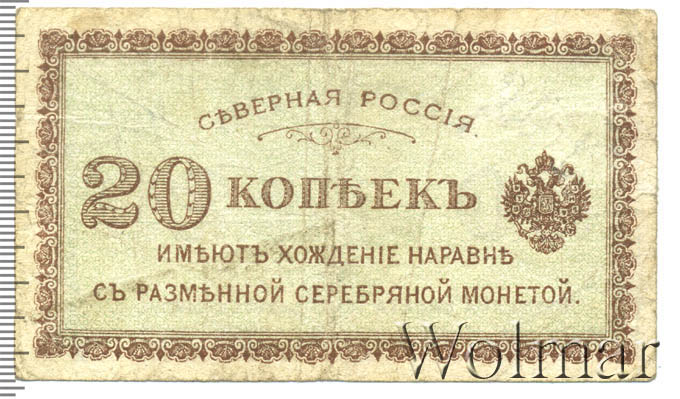 СѢВЕРНАЯ РОССІЯ.
20 КОПѢЕКЪ
ИМѢЮТЪ ХОЖДЕНІЕ НАРАВНѢ
СЪ РАЗМѢННОЙ СЕРЕБРЯНОЙ МОНЕТОЙ.
Wolmar